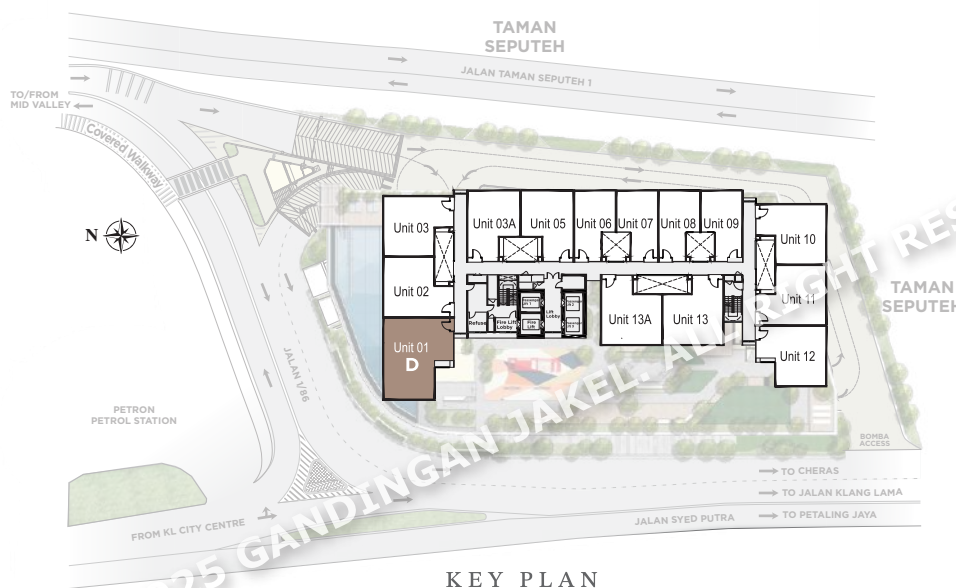 TAMAN
SEPUTEH
JALAN TAMAN SEPUTEH 1
TO/FROM
MID VALLEY
Covered Walkway
N
Unit 03
Unit 03A
Unit 05
Unit 06
Unit 07
Unit 08
Unit 09
Unit 10
Unit 02
Unit 11
TAMAN
SEPUTEH
Refuse
Fire Lift
Lobby
Fire
Lift
Lift
Lobby
Unit 13A
Unit 13
Unit 01
D
Unit 12
JALAN 1/86
PETRON
PETROL STATION
BOMBA
ACCESS
TO CHERAS
TO JALAN KLANG LAMA
FROM KL CITY CENTRE
JALAN SYED PUTRA
TO PETALING JAYA
25 GANDINGAN JAKEL. ALL RIGHT RES
KEY PLAN